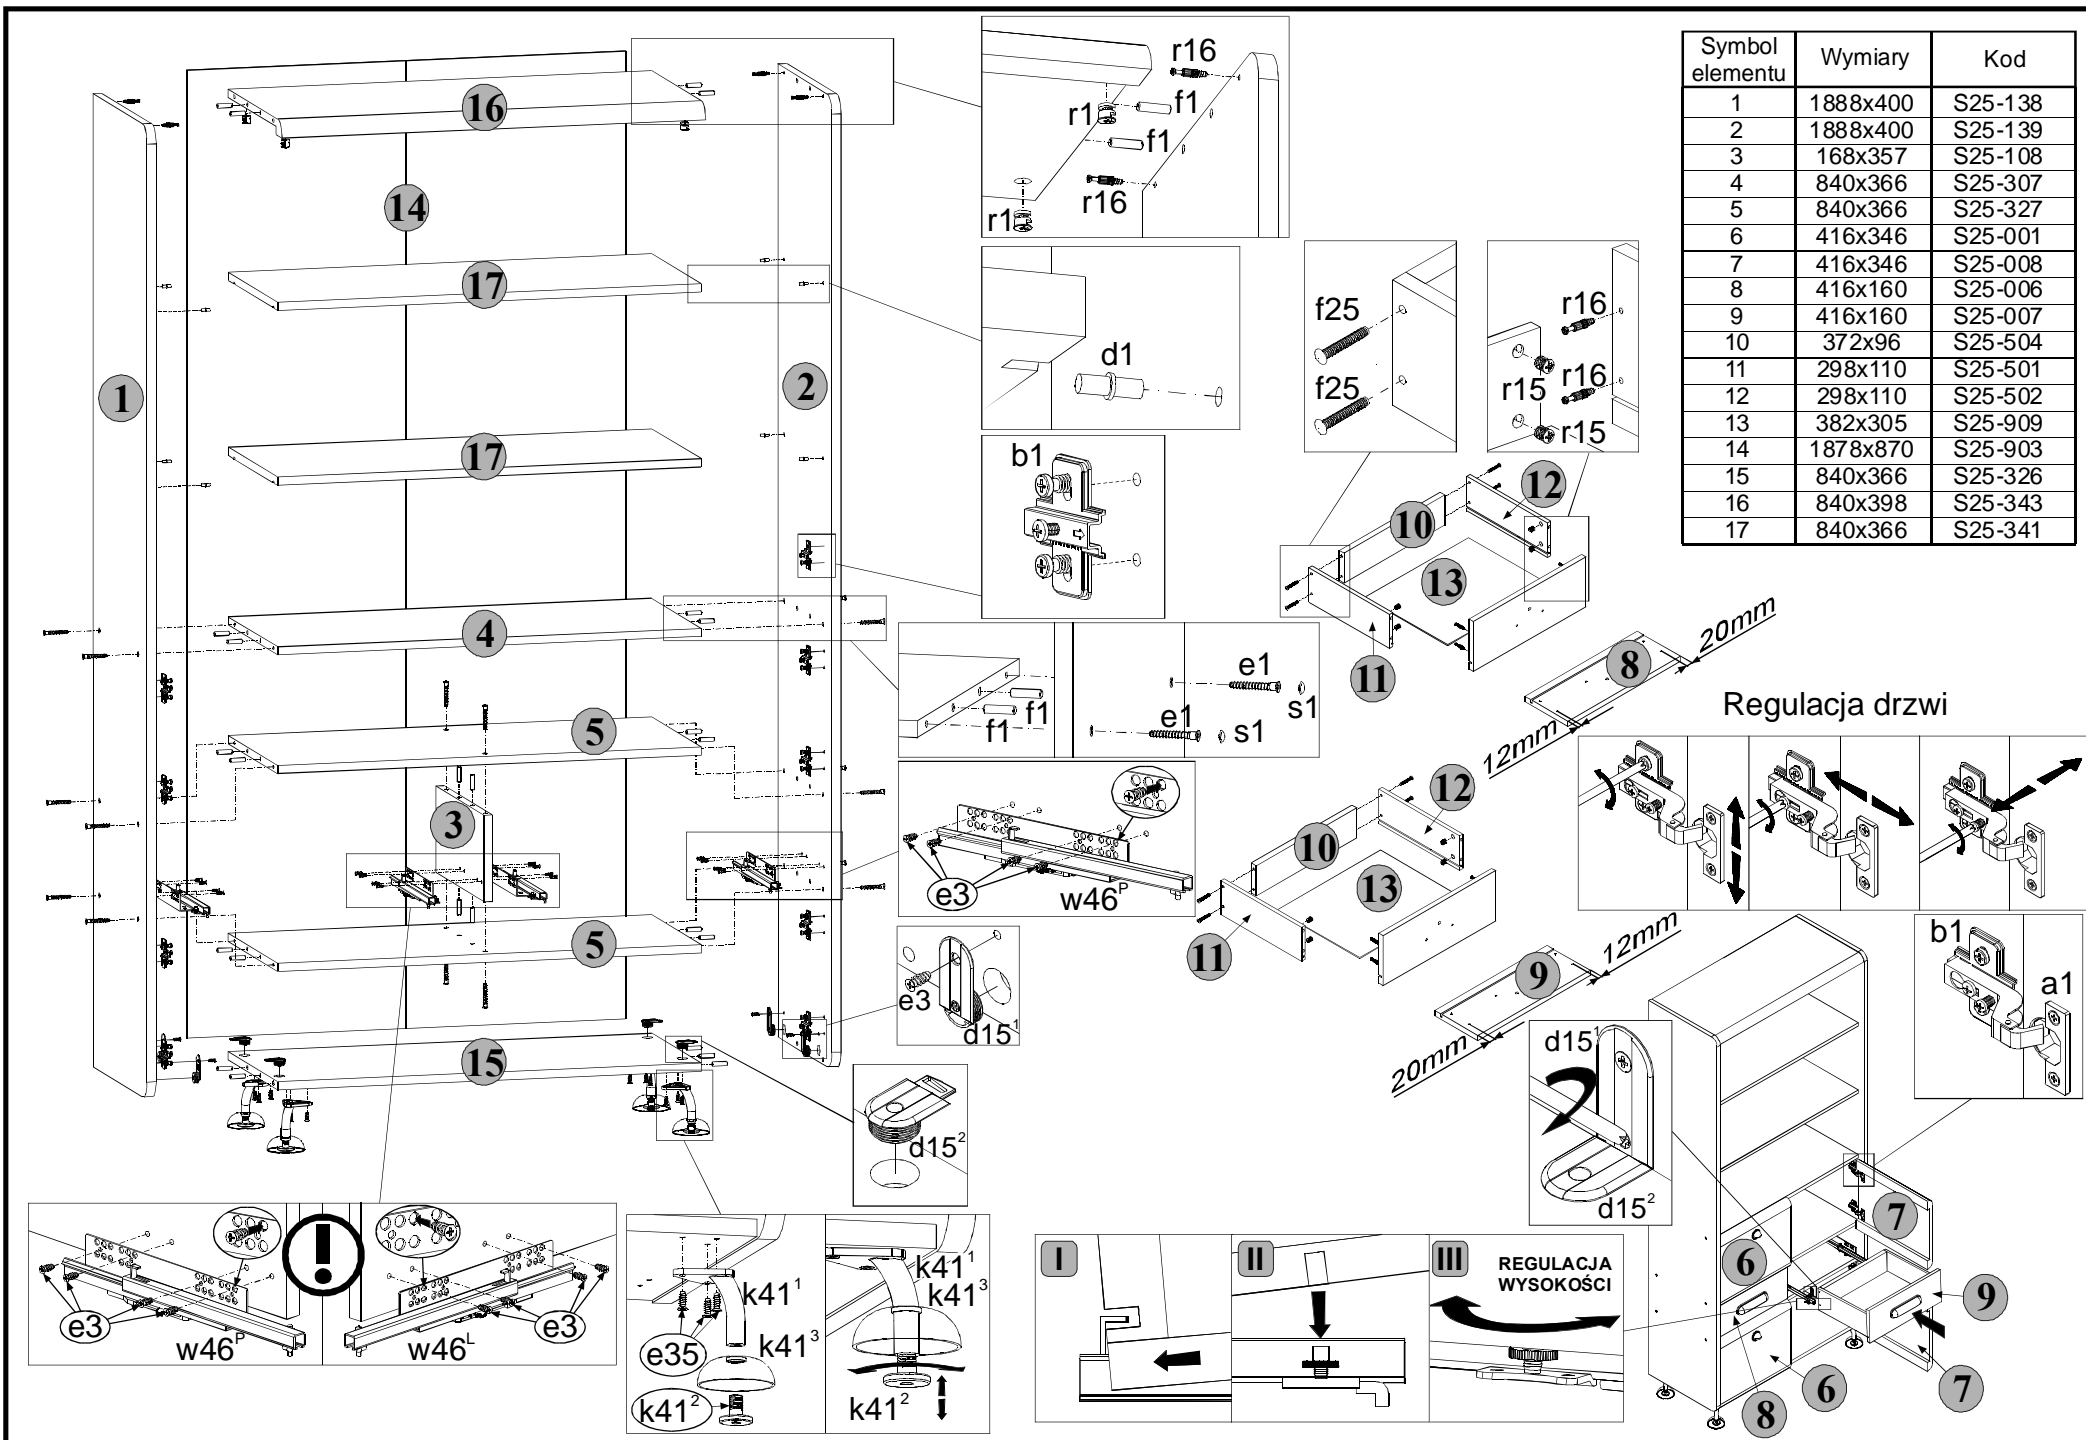 16
14
17
17
1
2
4
5
3
5
15
r16
f1
r1
f1
r16
r1
d1
b1
f1
f1
e1
s1
e1
s1
e3
w46P
e3
d15¹
d15²
e3
w46P
!
e3
w46L
k41¹
k41³
e35
k41²
k41¹
k41³
k41²
f25
f25
r16
r16
r15
r15
12
10
13
11
8
20mm
12mm
12
10
13
11
9
12mm
20mm
Symbol elementu Wymiary Kod
1 1888x400 S25-138
2 1888x400 S25-139
3 168x357 S25-108
4 840x366 S25-307
5 840x366 S25-327
6 416x346 S25-001
7 416x346 S25-008
8 416x160 S25-006
9 416x160 S25-007
10 372x96 S25-504
11 298x110 S25-501
12 298x110 S25-502
13 382x305 S25-909
14 1878x870 S25-903
15 840x366 S25-326
16 840x398 S25-343
17 840x366 S25-341
Regulacja drzwi
b1
a1
d15¹
d15²
7
6
9
6
7
8
I
II
III
REGULACJA
WYSOKOŚCI